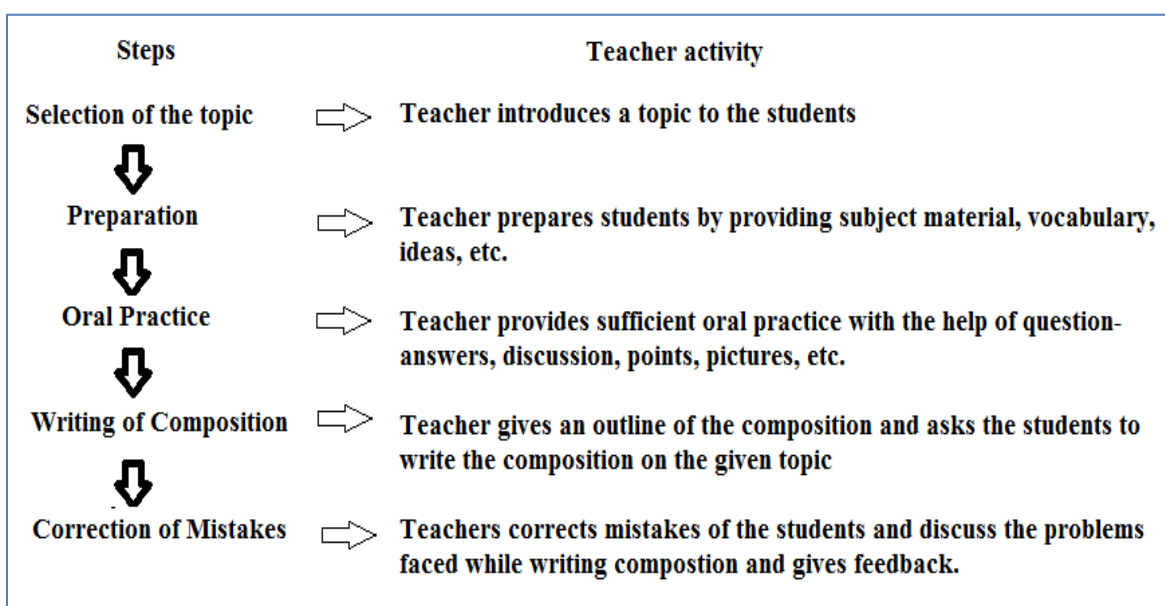 Steps
Teacher activity
Selection of the topic
Teacher introduces a topic to the students
Preparation
Teacher prepares students by providing subject material, vocabulary,
ideas, etc.
Oral Practice
Teacher provides sufficient oral practice with the help of question-
answers, discussion, points, pictures, etc.
Writing of Composition
Teacher gives an outline of the composition and asks the students to
write the composition on the given topic
Correction of Mistakes
Teachers corrects mistakes of the students and discuss the problems
faced while writing compostion and gives feedback.